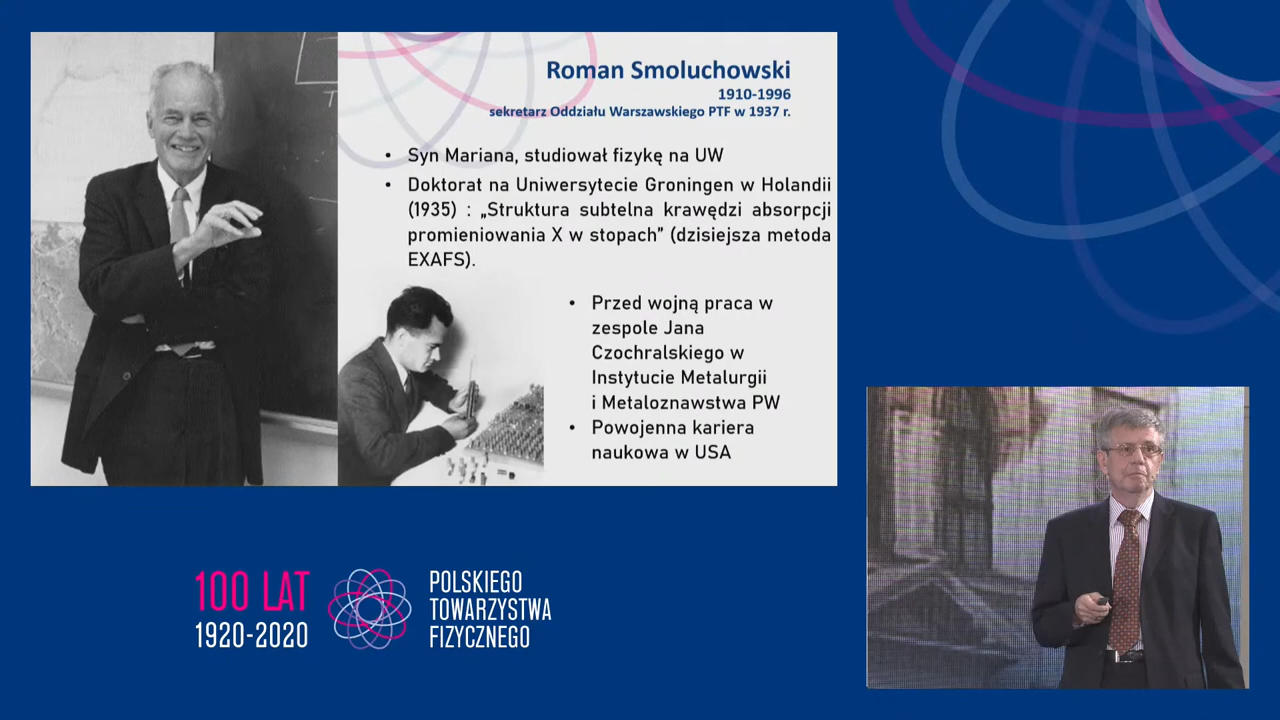 Roman Smoluchowski
1910-1996
sekretarz Oddziału Warszawskiego PTF w 1937 r.
• Syn Mariana, studiował fizykę na UW
• Doktorat na Uniwersytecie Groningen w Holandii
(1935) : „Struktura subtelna krawędzi absorpcji
promieniowania X w stopach” (dzisiejsza metoda
EXAFS).
• Przed wojną praca w
zespole Jana
Czochralskiego w
Instytucie Metalurgii
i Metaloznawstwa PW
• Powojenna kariera
naukowa w USA
100 LAT
1920-2020
POLSKIEGO
TOWARZYSTWA
FIZYCZNEGO